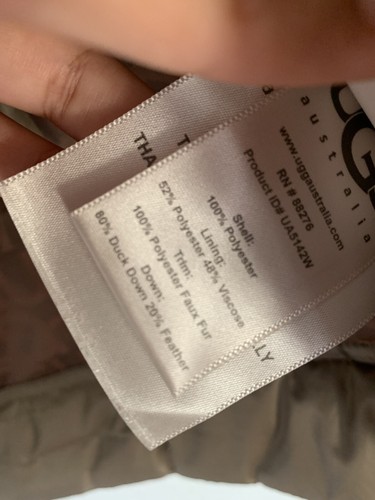 UGG
australia
www.uggaustralia.com
RN # 88276
Product ID# UA5142W
Shell:
100% Polyester
Lining:
52% Polyester 48% Viscose
Trim:
100% Polyester Faux Fur
Down:
80% Duck Down 20% Feather